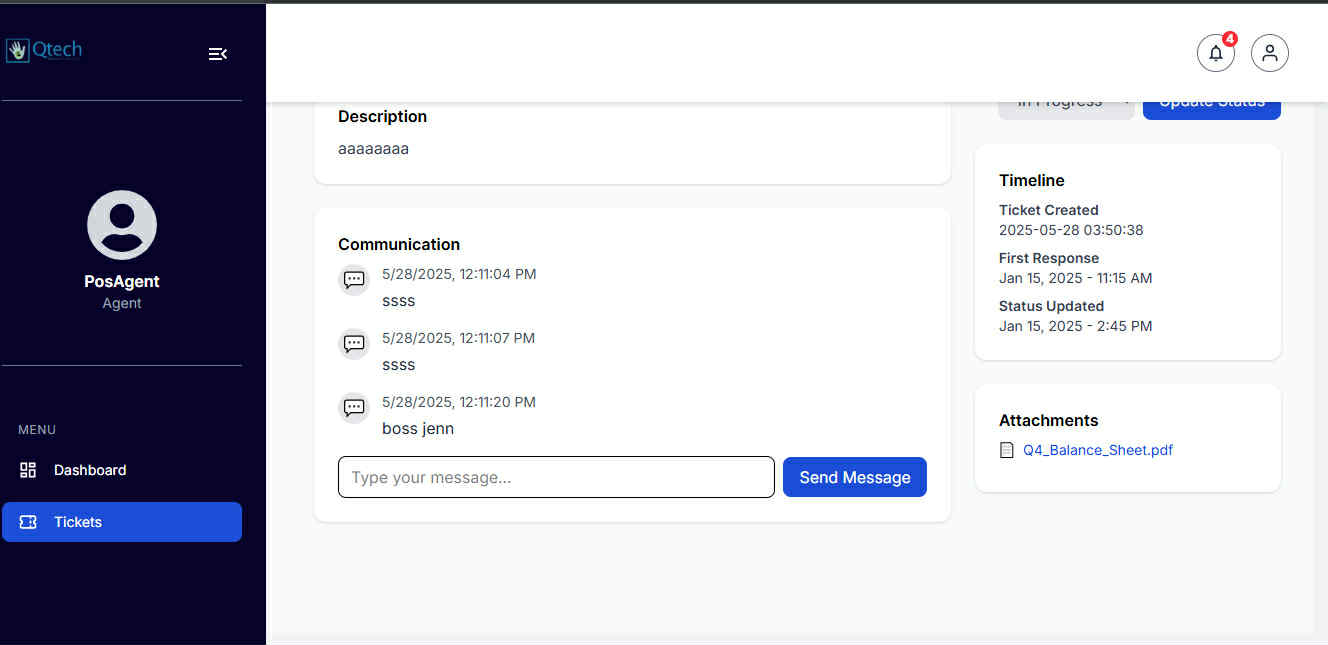 Qtech
4
PosAgent
Agent
MENU
Dashboard
Tickets
Description
aaaaaaaa
Communication
5/28/2025, 12:11:04 PM
ssss
5/28/2025, 12:11:07 PM
ssss
5/28/2025, 12:11:20 PM
boss jenn
Type your message...
Send Message
In Progress
Update Status
Timeline
Ticket Created
2025-05-28 03:50:38
First Response
Jan 15, 2025 - 11:15 AM
Status Updated
Jan 15, 2025 - 2:45 PM
Attachments
Q4_Balance_Sheet.pdf